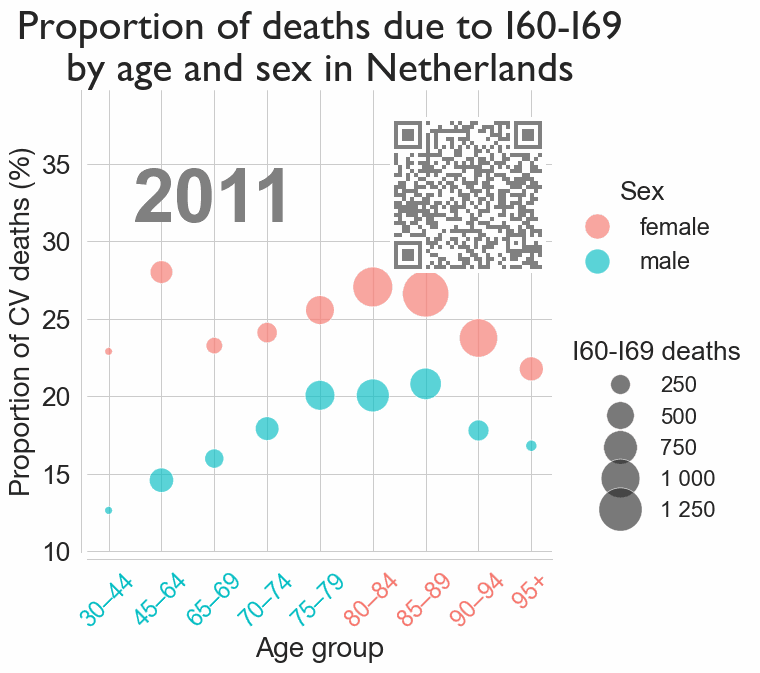 Proportion of deaths due to I60-I69
by age and sex in Netherlands
Proportion of CV deaths (%)
35
30
25
20
15
10
2011
Sex
female
male
I60-I69 deaths
250
500
750
1 000
1 250
30–44
45–64
65–69
70–74
75–79
80–84
85–89
90–94
95+
Age group